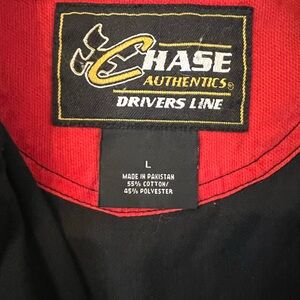 CHASE
AUTHENTICS®
DRIVERS LINE
L
MADE IN PAKISTAN
55% COTTON/
45% POLYESTER